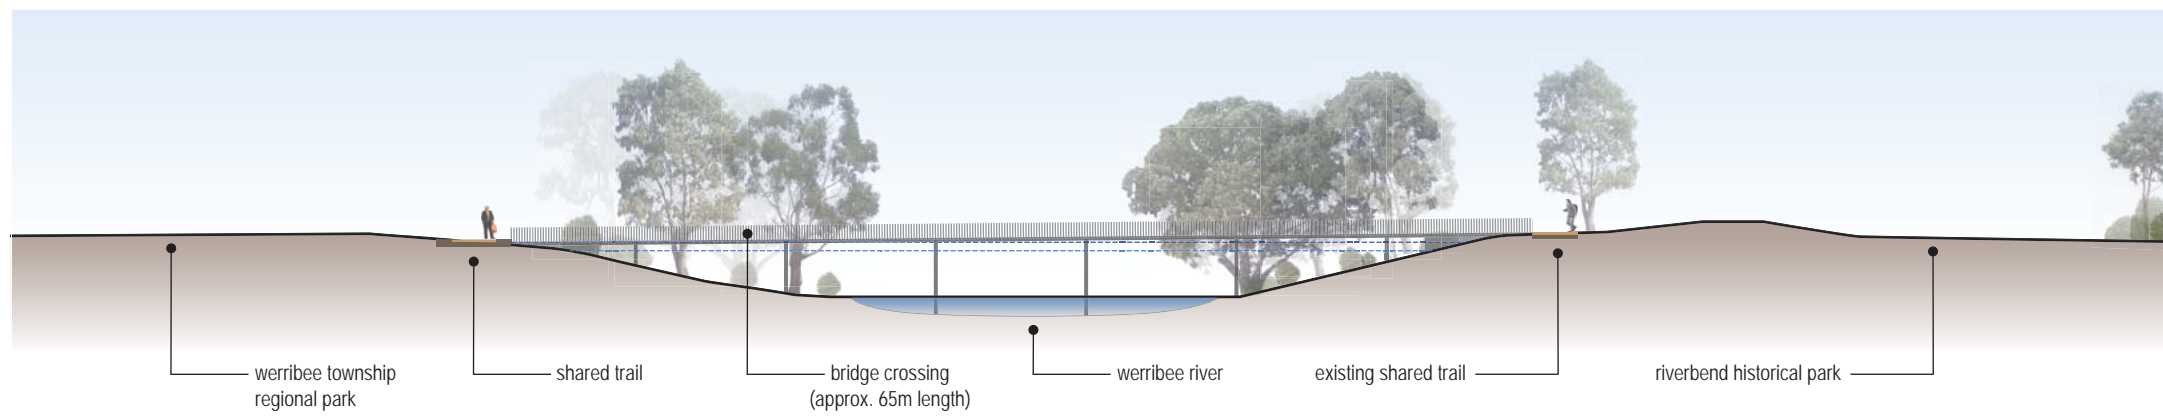 werribee township
regional park
shared trail
bridge crossing
(approx. 65m length)
werribee river
existing shared trail
riverbend historical park